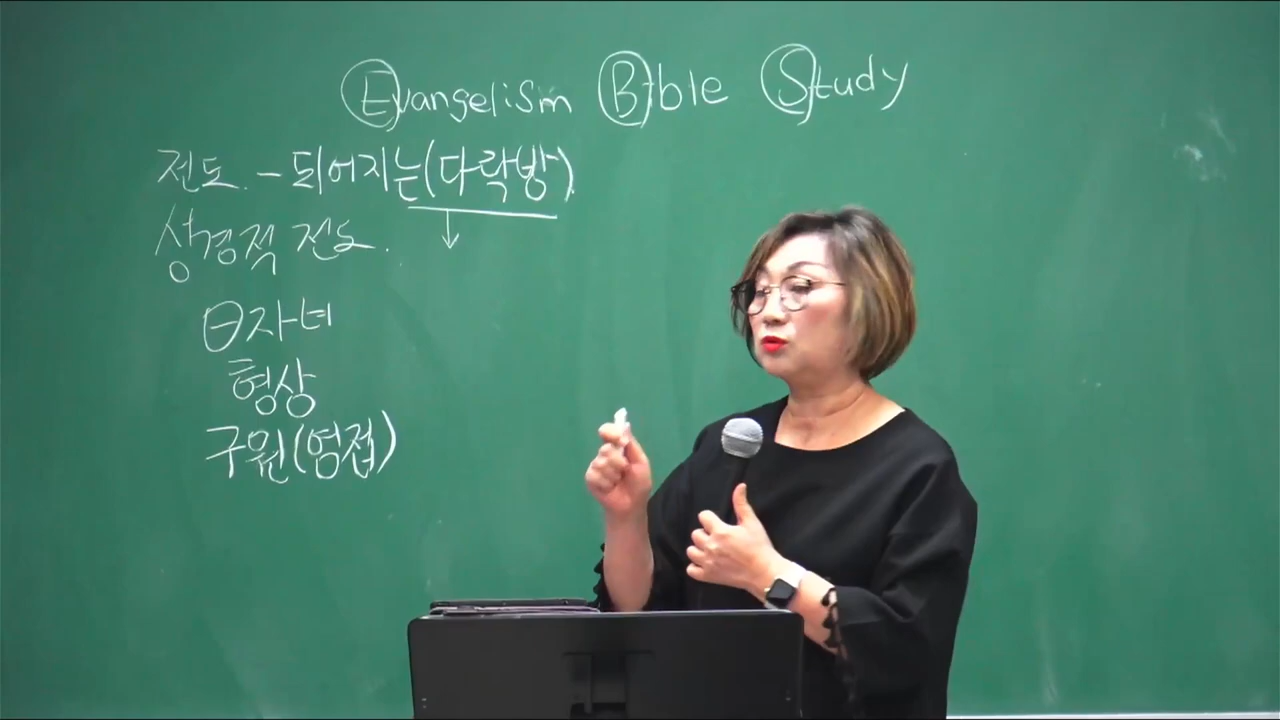 Evangelism Bible Study
전도. - 되어지는(다락방)
성경적 전도.
θ자녀
형상
구원(영접)